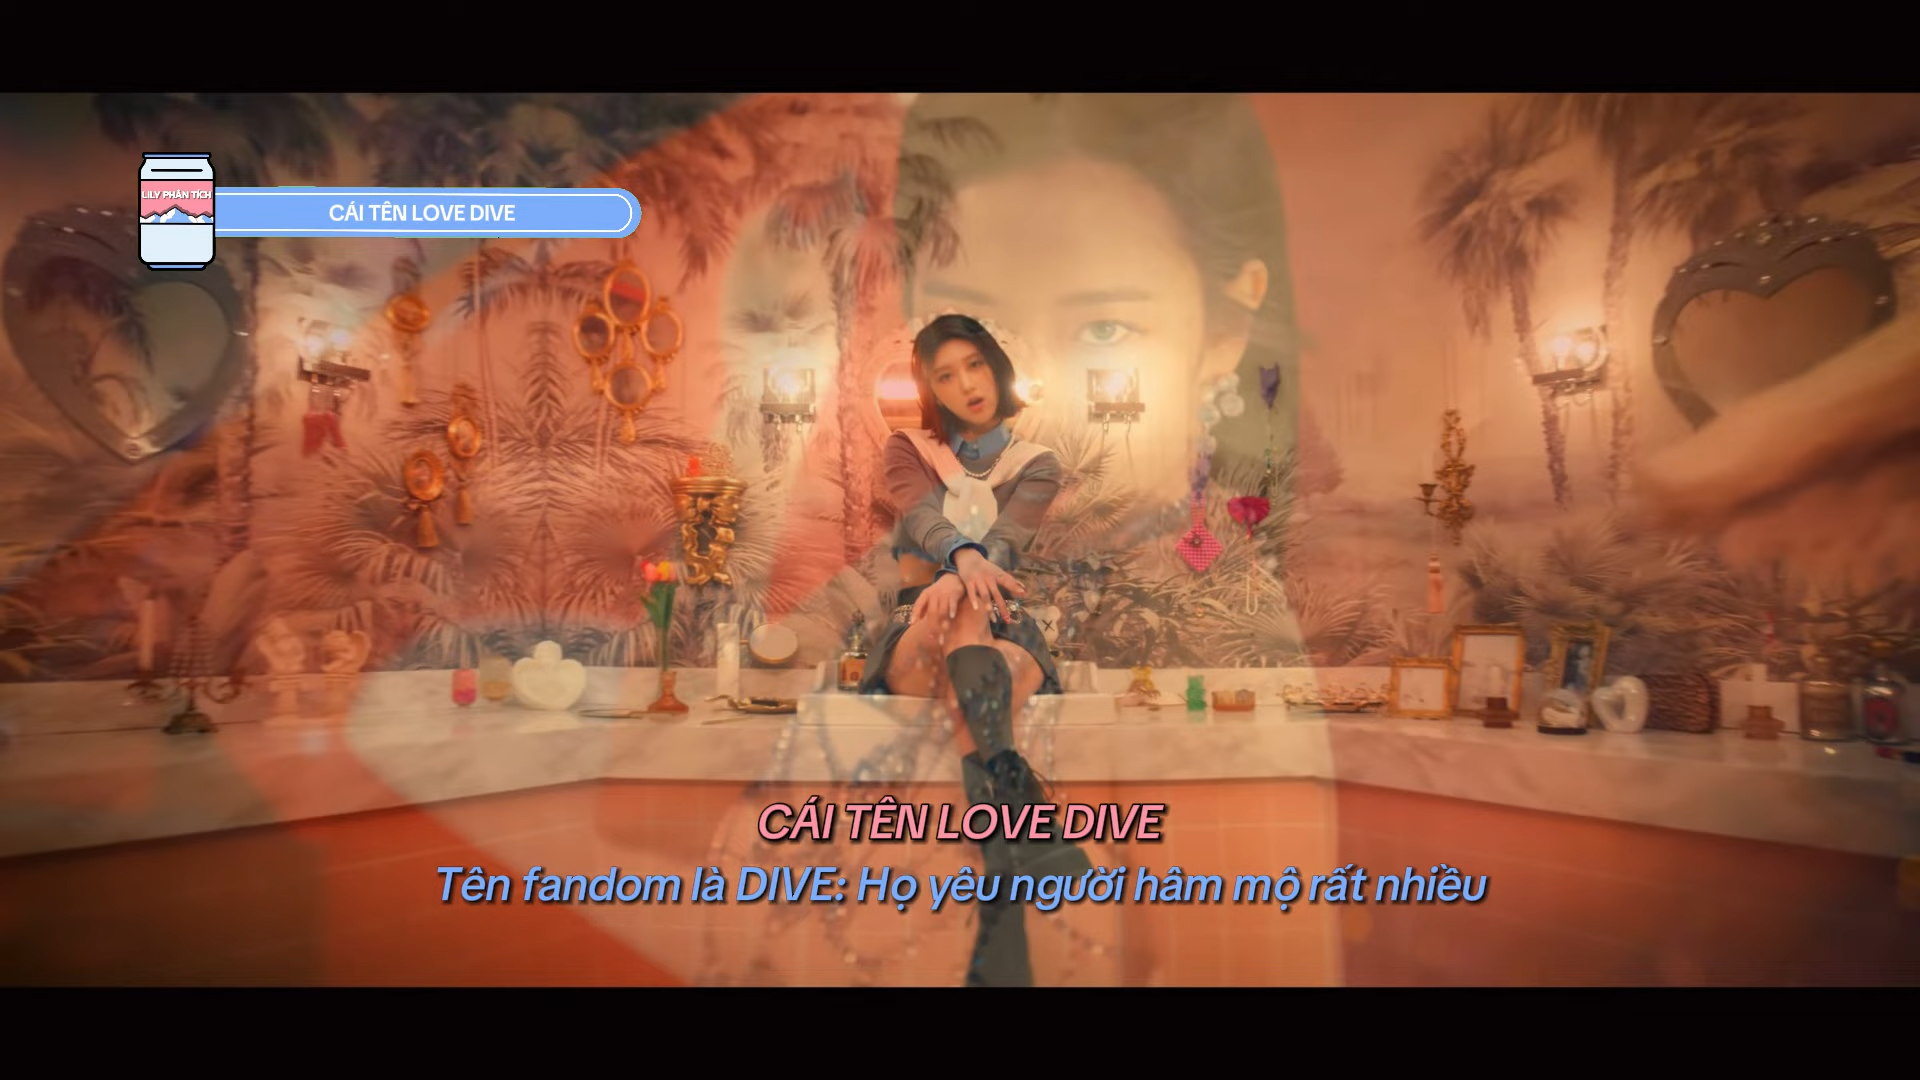 LILY PHÂN TÍCH
CÁI TÊN LOVE DIVE
CÁI TÊN LOVE DIVE
Tên fandom là DIVE: Họ yêu người hâm mộ rất nhiều